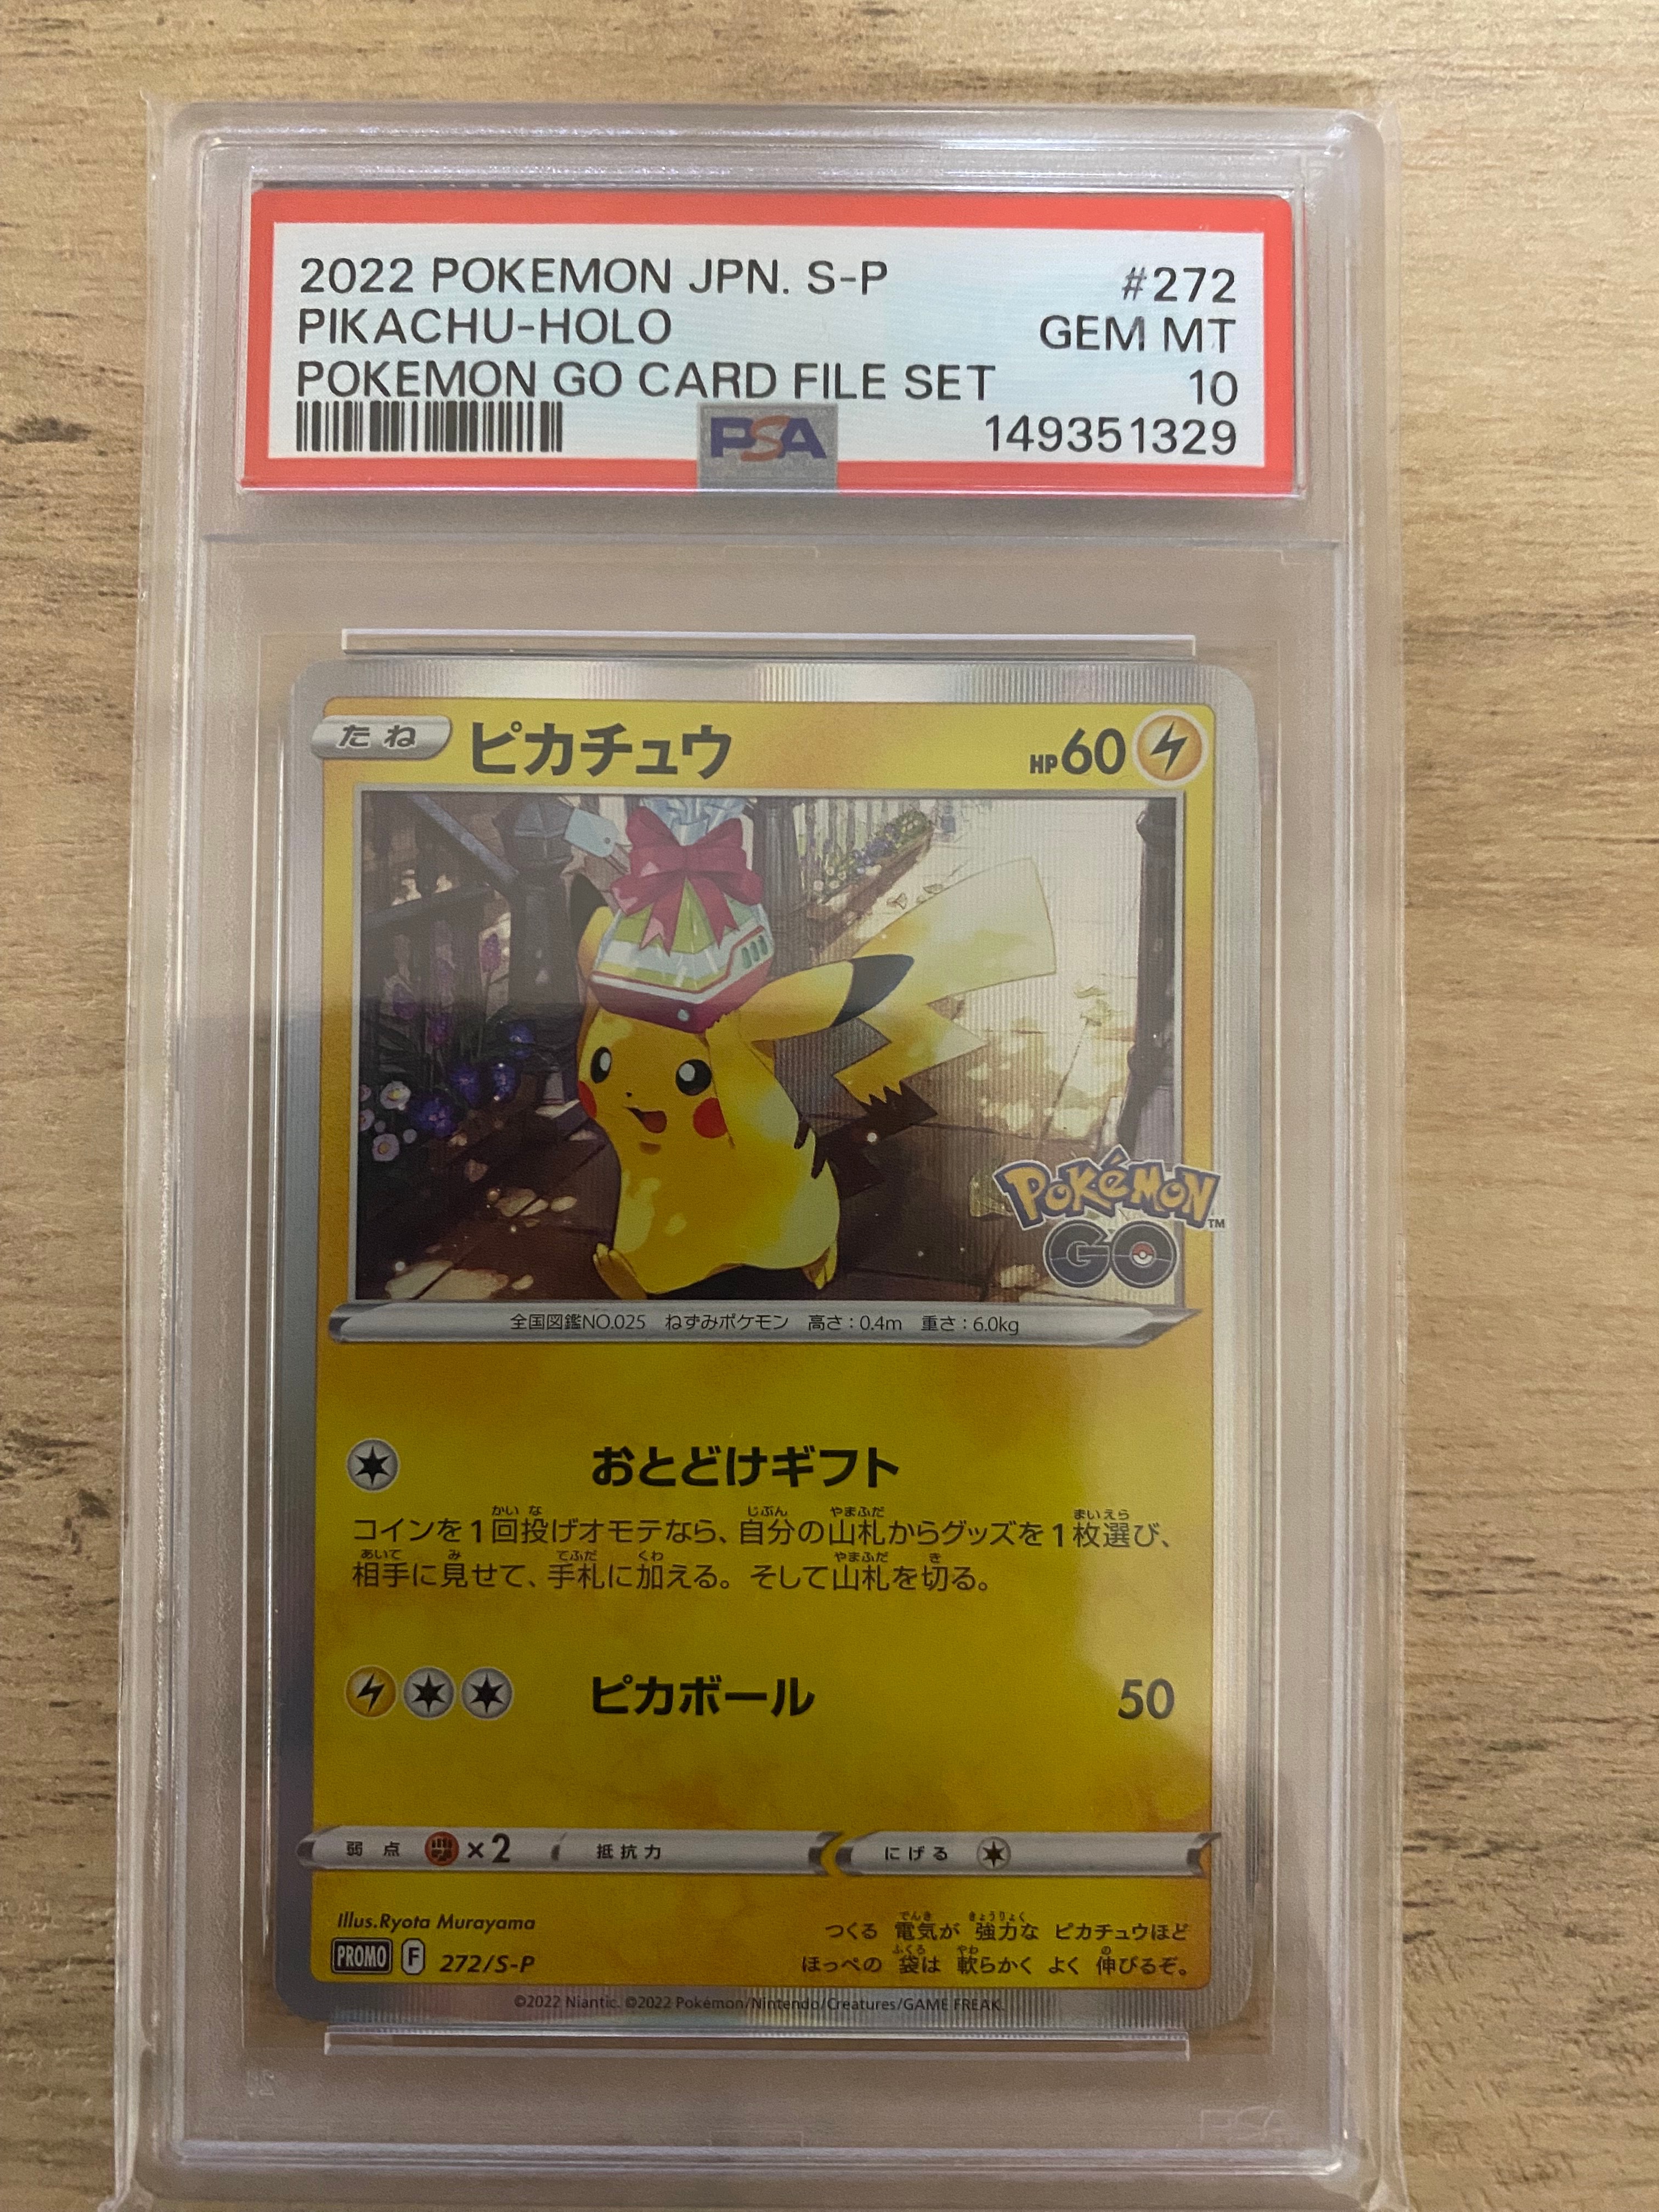 2022 POKEMON JPN. S-P #272
PIKACHU-HOLO GEM MT
POKEMON GO CARD FILE SET 10
PSA 149351329
たね ピカチュウ HP60
Pokémon™
GO
全国図鑑NO.025 ねずみポケモン 高さ:0.4m 重さ:6.0kg
おとどけギフト
コインを1回投げオモテなら、自分の山札からグッズを1枚選び、
相手に見せて、手札に加える。そして山札を切る。
ピカボール 50
弱点 ×2 抵抗力 にげる
Illus.Ryota Murayama
PROMO F 272/S-P
つくる 電気が 強力な ピカチュウほど
ほっぺの 袋は 軟らかく よく 伸びるぞ。
©2022 Niantic. ©2022 Pokémon/Nintendo/Creatures/GAME FREAK.
PSA